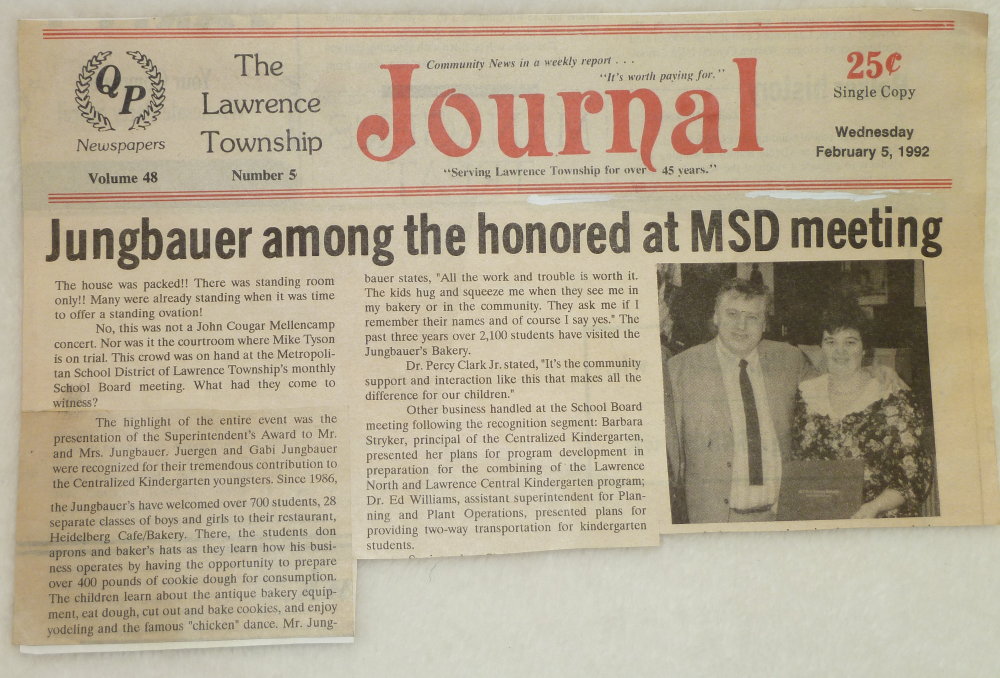 QP
Newspapers
Volume 48
The
Lawrence
Township
Number 5
Community News in a weekly report . . .
"It's worth paying for."
Journal
"Serving Lawrence Township for over 45 years."
25¢
Single Copy
Wednesday
February 5, 1992
Jungbauer among the honored at MSD meeting
The house was packed!! There was standing room
only!! Many were already standing when it was time
to offer a standing ovation!
No, this was not a John Cougar Mellencamp
concert. Nor was it the courtroom where Mike Tyson
is on trial. This crowd was on hand at the Metropoli-
tan School District of Lawrence Township's monthly
School Board meeting. What had they come to
witness?
The highlight of the entire event was the
presentation of the Superintendent's Award to Mr.
and Mrs. Jungbauer. Juergen and Gabi Jungbauer
were recognized for their tremendous contribution to
the Centralized Kindergarten youngsters. Since 1986,
the Jungbauer's have welcomed over 700 students, 28
separate classes of boys and girls to their restaurant,
Heidelberg Cafe/Bakery. There, the students don
aprons and baker's hats as they learn how his busi-
ness operates by having the opportunity to prepare
over 400 pounds of cookie dough for consumption.
The children learn about the antique bakery equip-
ment, eat dough, cut out and bake cookies, and enjoy
yodeling and the famous "chicken" dance. Mr. Jung-
bauer states, "All the work and trouble is worth it.
The kids hug and squeeze me when they see me in
my bakery or in the community. They ask me if I
remember their names and of course I say yes." The
past three years over 2,100 students have visited the
Jungbauer's Bakery.
Dr. Percy Clark Jr. stated, "It's the community
support and interaction like this that makes all the
difference for our children."
Other business handled at the School Board
meeting following the recognition segment: Barbara
Stryker, principal of the Centralized Kindergarten,
presented her plans for program development in
preparation for the combining of the Lawrence
North and Lawrence Central Kindergarten program;
Dr. Ed Williams, assistant superintendent for Plan-
ning and Plant Operations, presented plans for
providing two-way transportation for kindergarten
students.